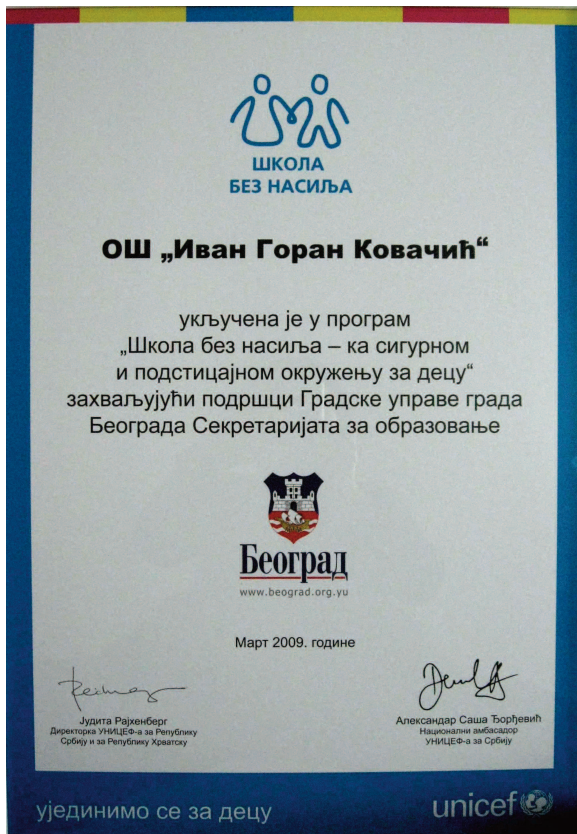 ШКОЛА
БЕЗ НАСИЉА
ОШ „Иван Горан Ковачић“
укључена је у програм
„Школа без насиља – ка сигурном
и подстицајном окружењу за децу“
захваљујући подршци Градске управе града
Београда Секретаријата за образовање
Београд
www.beograd.org.yu
Март 2009. године
Јудита Рајхенберг
Директорка УНИЦЕФ-а за Републику
Србију и за Републику Хрватску
Александар Саша Ђорђевић
Национални амбасадор
УНИЦЕФ-а за Србију
ујединимо се за децу
unicef